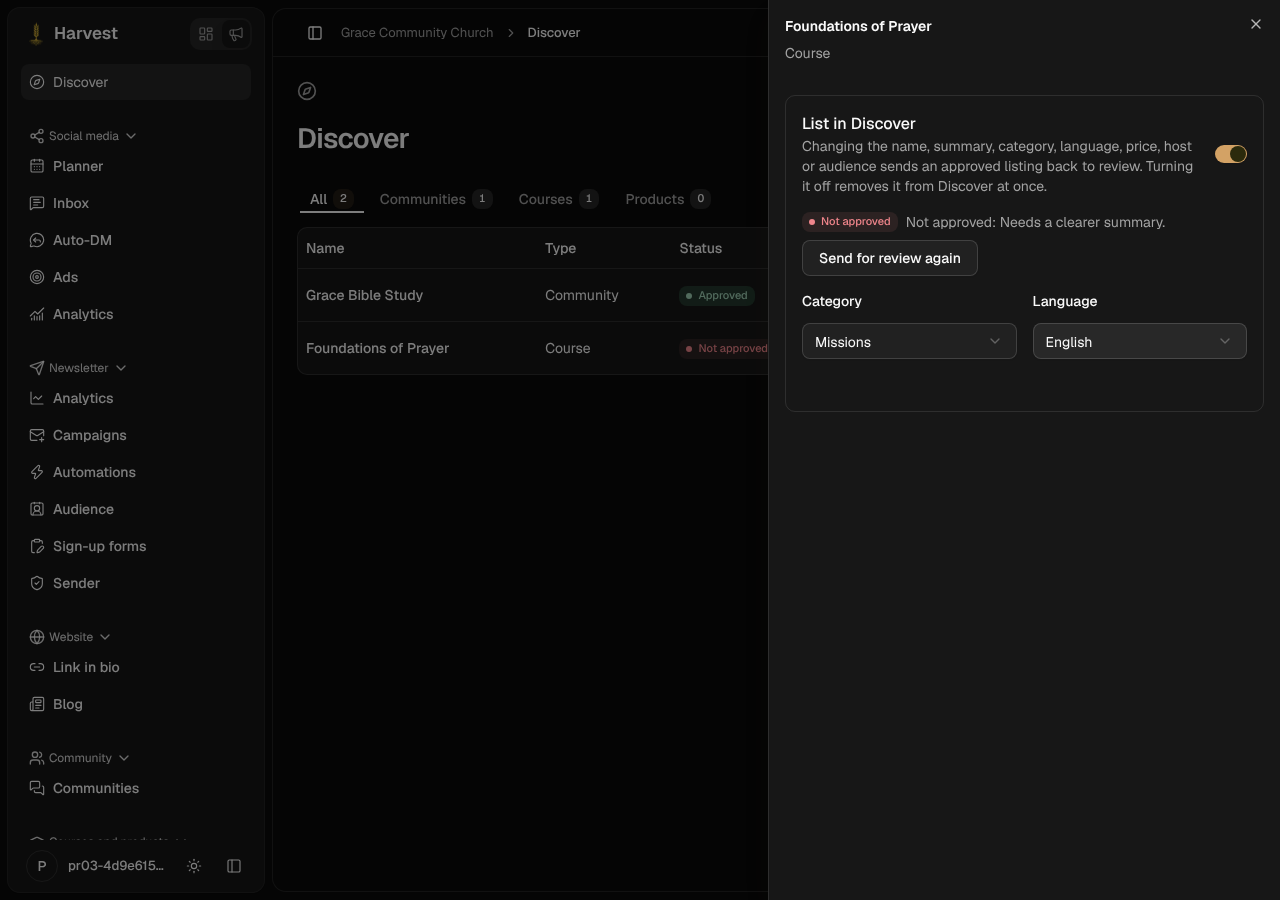 Harvest
Discover
Social media
Planner
Inbox
Auto-DM
Ads
Analytics
Newsletter
Analytics
Campaigns
Automations
Audience
Sign-up forms
Sender
Website
Link in bio
Blog
Community
Communities
P pr03-4d9e615...
Grace Community Church > Discover
Discover
All 2 Communities 1 Courses 1 Products 0
Name Type Status
Grace Bible Study Community Approved
Foundations of Prayer Course Not approved
Foundations of Prayer
Course
List in Discover
Changing the name, summary, category, language, price, host
or audience sends an approved listing back to review. Turning
it off removes it from Discover at once.
Not approved Not approved: Needs a clearer summary.
Send for review again
Category Language
Missions English